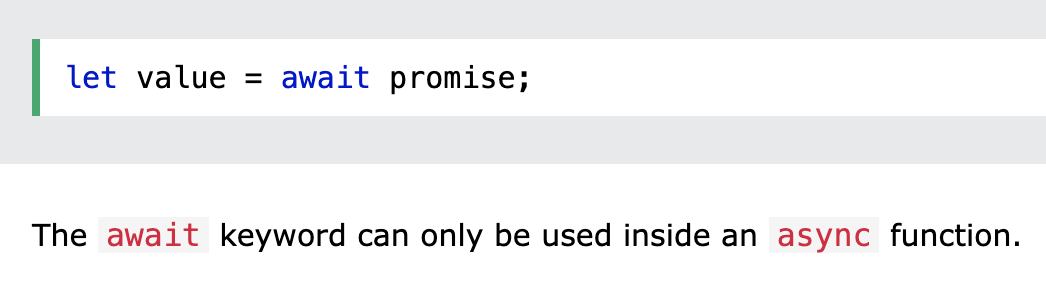 let value = await promise;
The await keyword can only be used inside an async function.